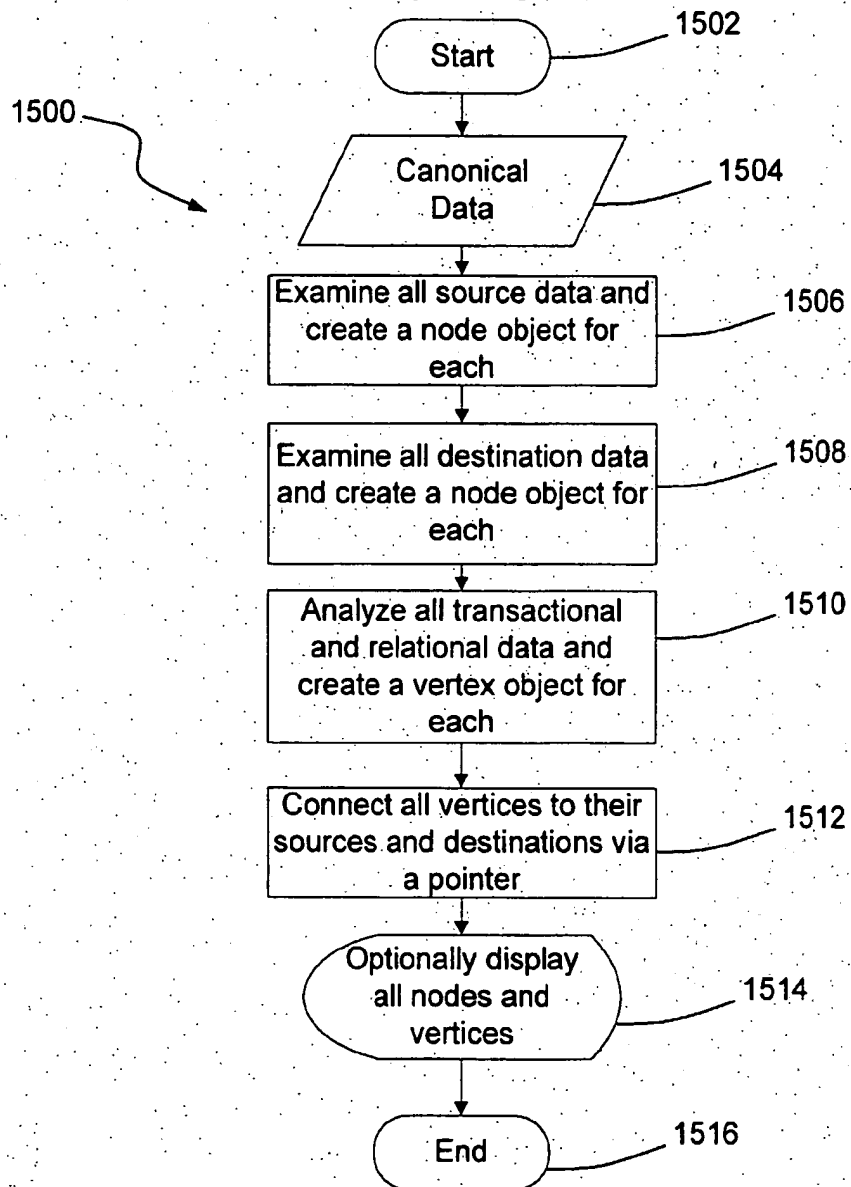 1502
Start
1500
Canonical
Data
1504
Examine all source data and
create a node object for
each
1506
Examine all destination data
and create a node object for
each
1508
Analyze all transactional
and relational data and
create a vertex object for
each
1510
Connect all vertices to their
sources and destinations via
a pointer
1512
Optionally display
all nodes and
vertices
1514
End
1516